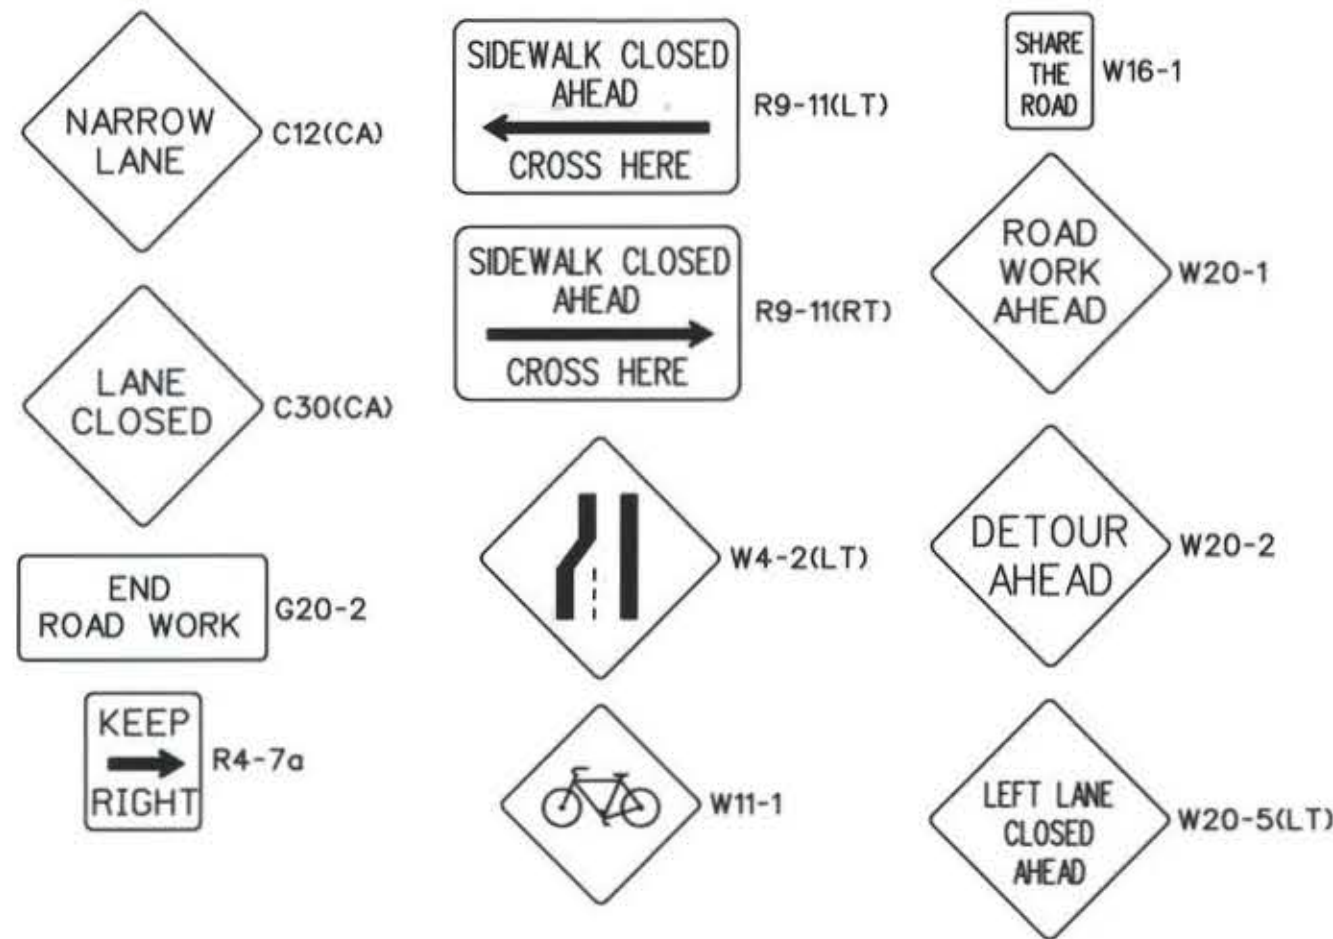 NARROW
LANE
C12(CA)
LANE
CLOSED
C30(CA)
END
ROAD WORK
G20-2
KEEP
RIGHT
R4-7a
SIDEWALK CLOSED
AHEAD
CROSS HERE
R9-11(LT)
SIDEWALK CLOSED
AHEAD
CROSS HERE
R9-11(RT)
W4-2(LT)
W11-1
SHARE
THE
ROAD
W16-1
ROAD
WORK
AHEAD
W20-1
DETOUR
AHEAD
W20-2
LEFT LANE
CLOSED
AHEAD
W20-5(LT)